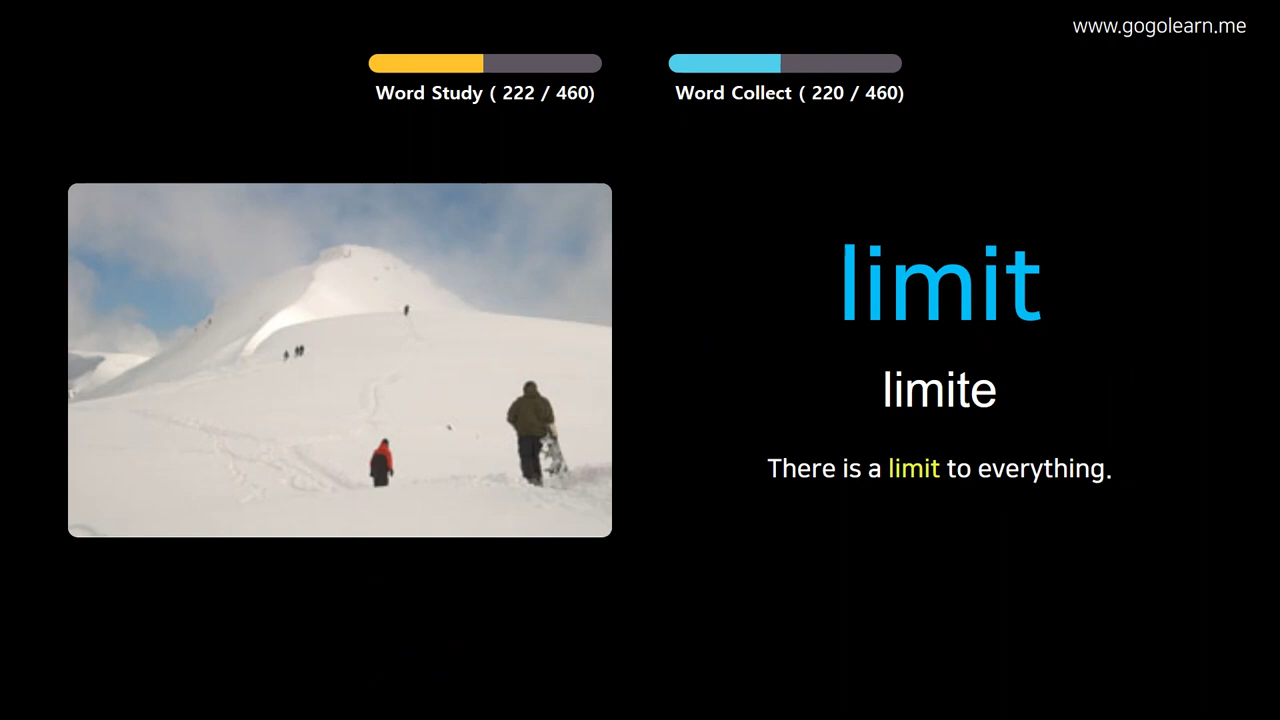 www.gogolearn.me
Word Study ( 222 / 460)
Word Collect ( 220 / 460)
limit
limite
There is a limit to everything.